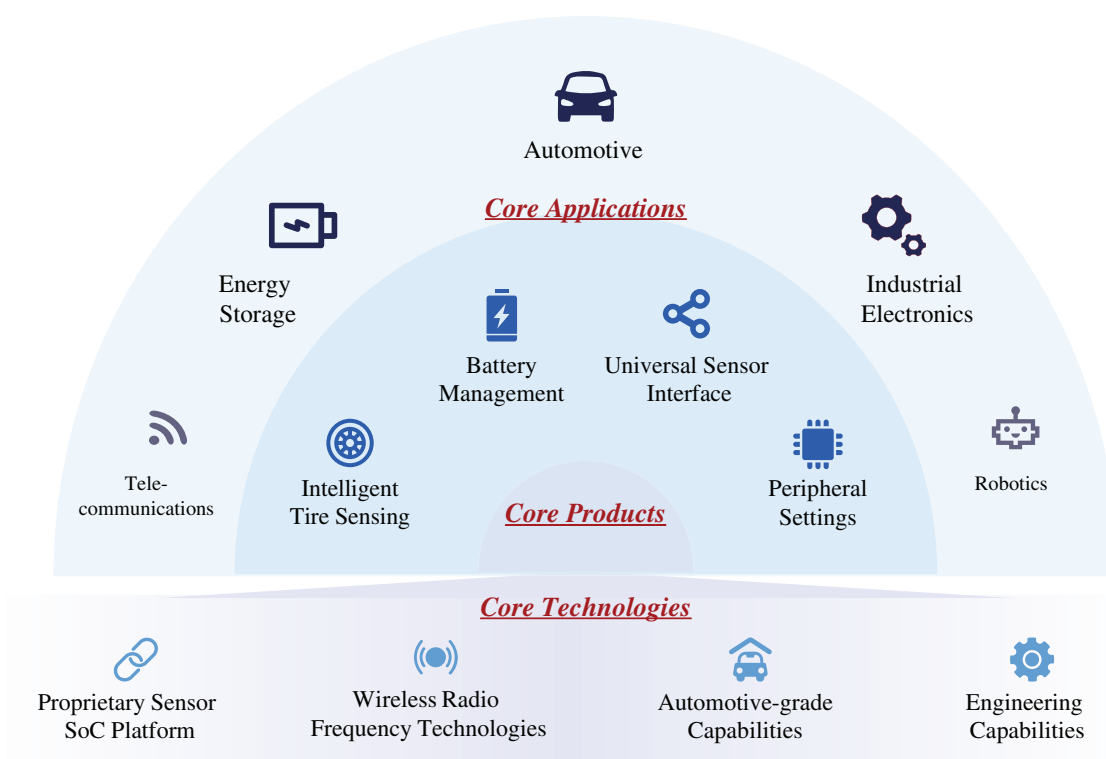 Automotive
Core Applications
Energy
Storage
Industrial
Electronics
Battery
Management
Universal Sensor
Interface
Tele-
communications
Intelligent
Tire Sensing
Peripheral
Settings
Robotics
Core Products
Core Technologies
Proprietary Sensor
SoC Platform
Wireless Radio
Frequency Technologies
Automotive-grade
Capabilities
Engineering
Capabilities